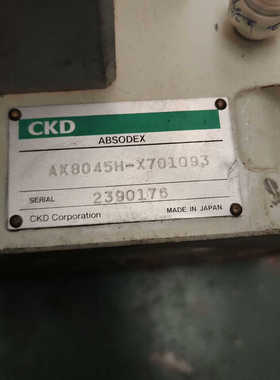 CKD
ABSODEX
AX8045H-X701093
SERIAL 2390176
CKD Corporation MADE IN JAPAN